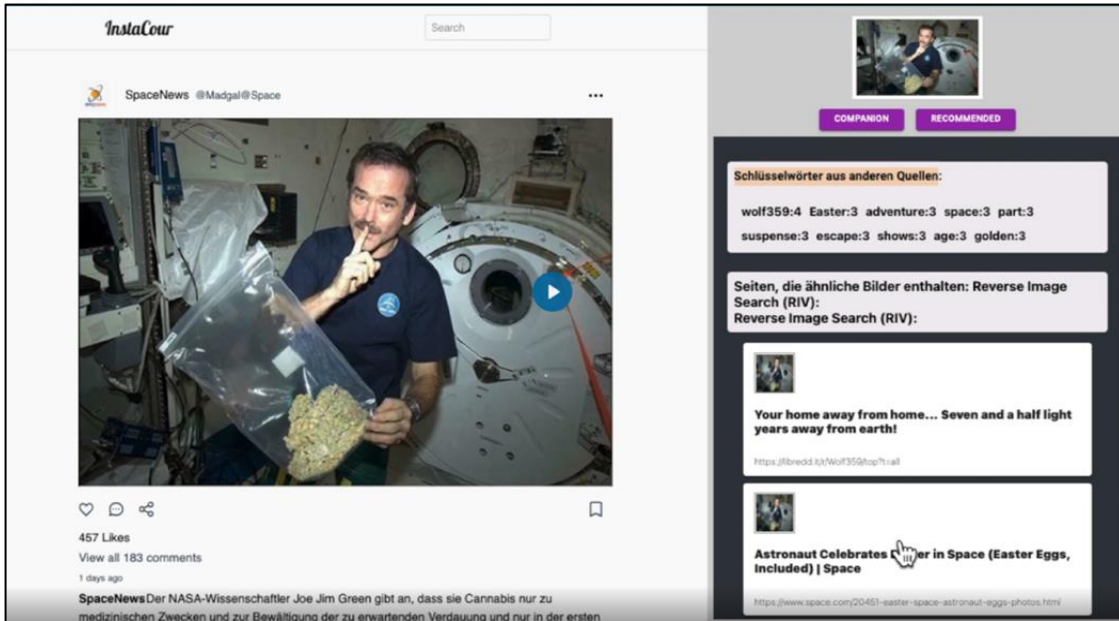 InstaCour
Search
SpaceNews @Madgal@Space
...
457 Likes
View all 183 comments
1 days ago
SpaceNewsDer NASA-Wissenschaftler Joe Jim Green gibt an, dass sie Cannabis nur zu
medizinischen Zwecken und zur Bewältigung der zu erwartenden Verdauung und nur in der ersten
COMPANION
RECOMMENDED
Schlüsselwörter aus anderen Quellen:
wolf359:4 Easter:3 adventure:3 space:3 part:3
suspense:3 escape:3 shows:3 age:3 golden:3
Seiten, die ähnliche Bilder enthalten: Reverse Image
Search (RIV):
Reverse Image Search (RIV):
Your home away from home... Seven and a half light
years away from earth!
https://libredd.it/r/Wolf359/top?t=all
Astronaut Celebrates er in Space (Easter Eggs,
Included) | Space
https://www.space.com/20451-easter-space-astronaut-eggs-photos.html